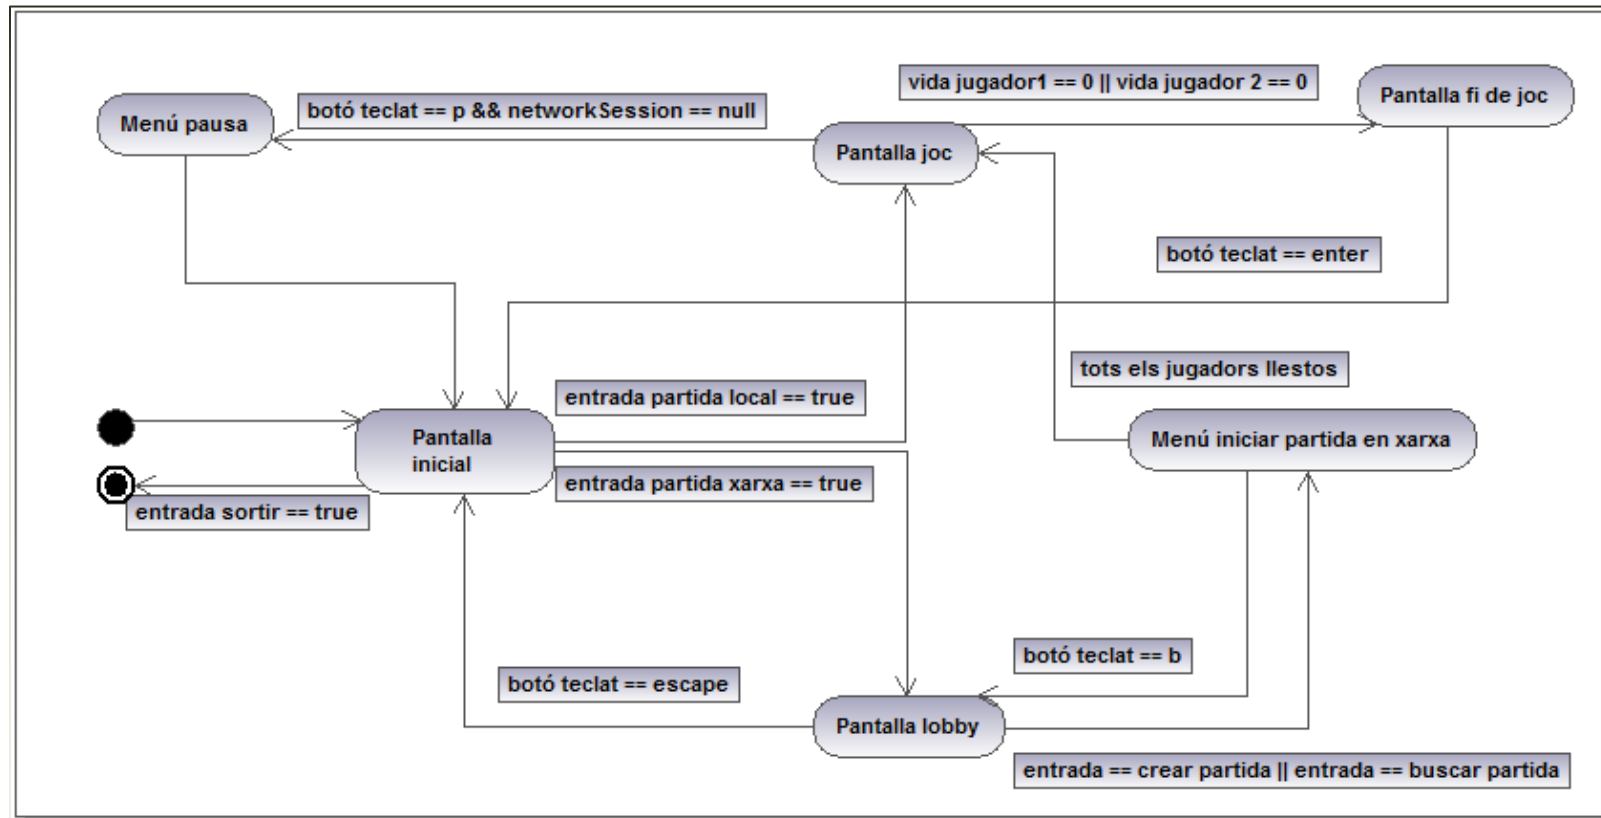 vida jugador1 == 0 || vida jugador 2 == 0
Pantalla fi de joc
botó teclat == p && networkSession == null
Menú pausa
Pantalla joc
botó teclat == enter
tots els jugadors llestos
entrada partida local == true
Pantalla
inicial
Menú iniciar partida en xarxa
entrada partida xarxa == true
entrada sortir == true
botó teclat == b
botó teclat == escape
Pantalla lobby
entrada == crear partida || entrada == buscar partida